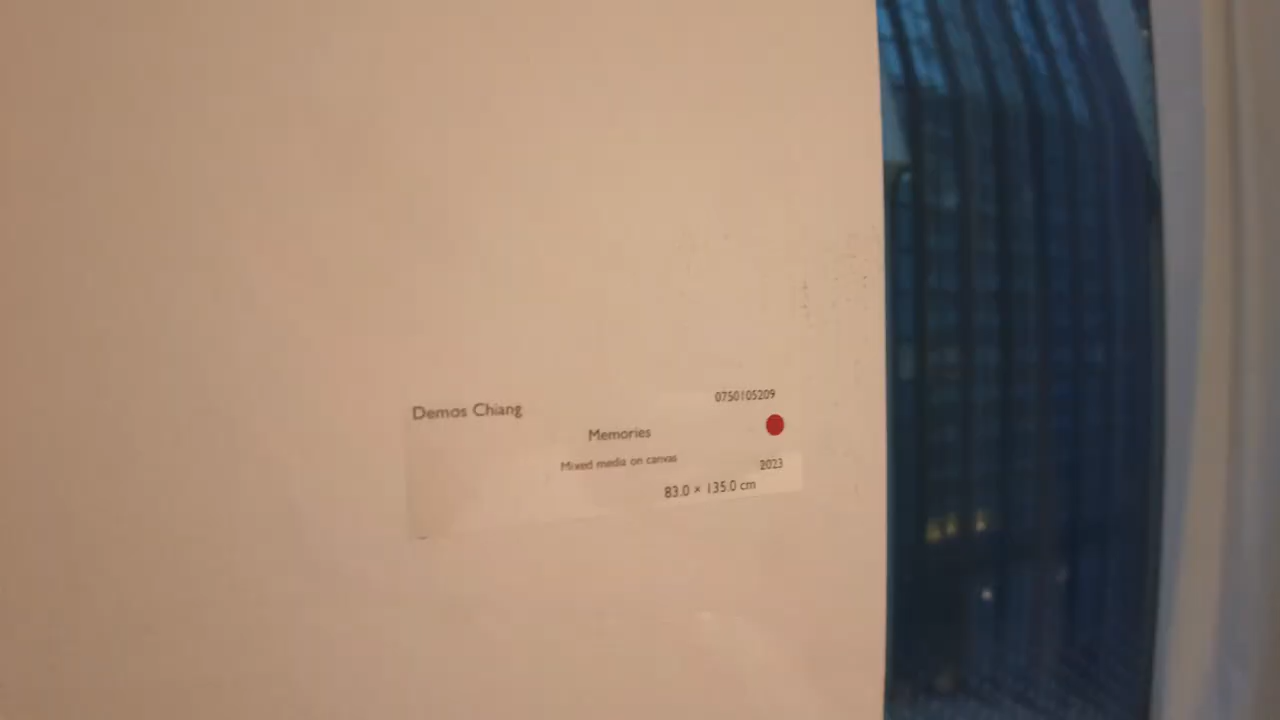 Demos Chiang
0750105209
Memories
Mixed media on canvas
2023
83.0 × 135.0 cm